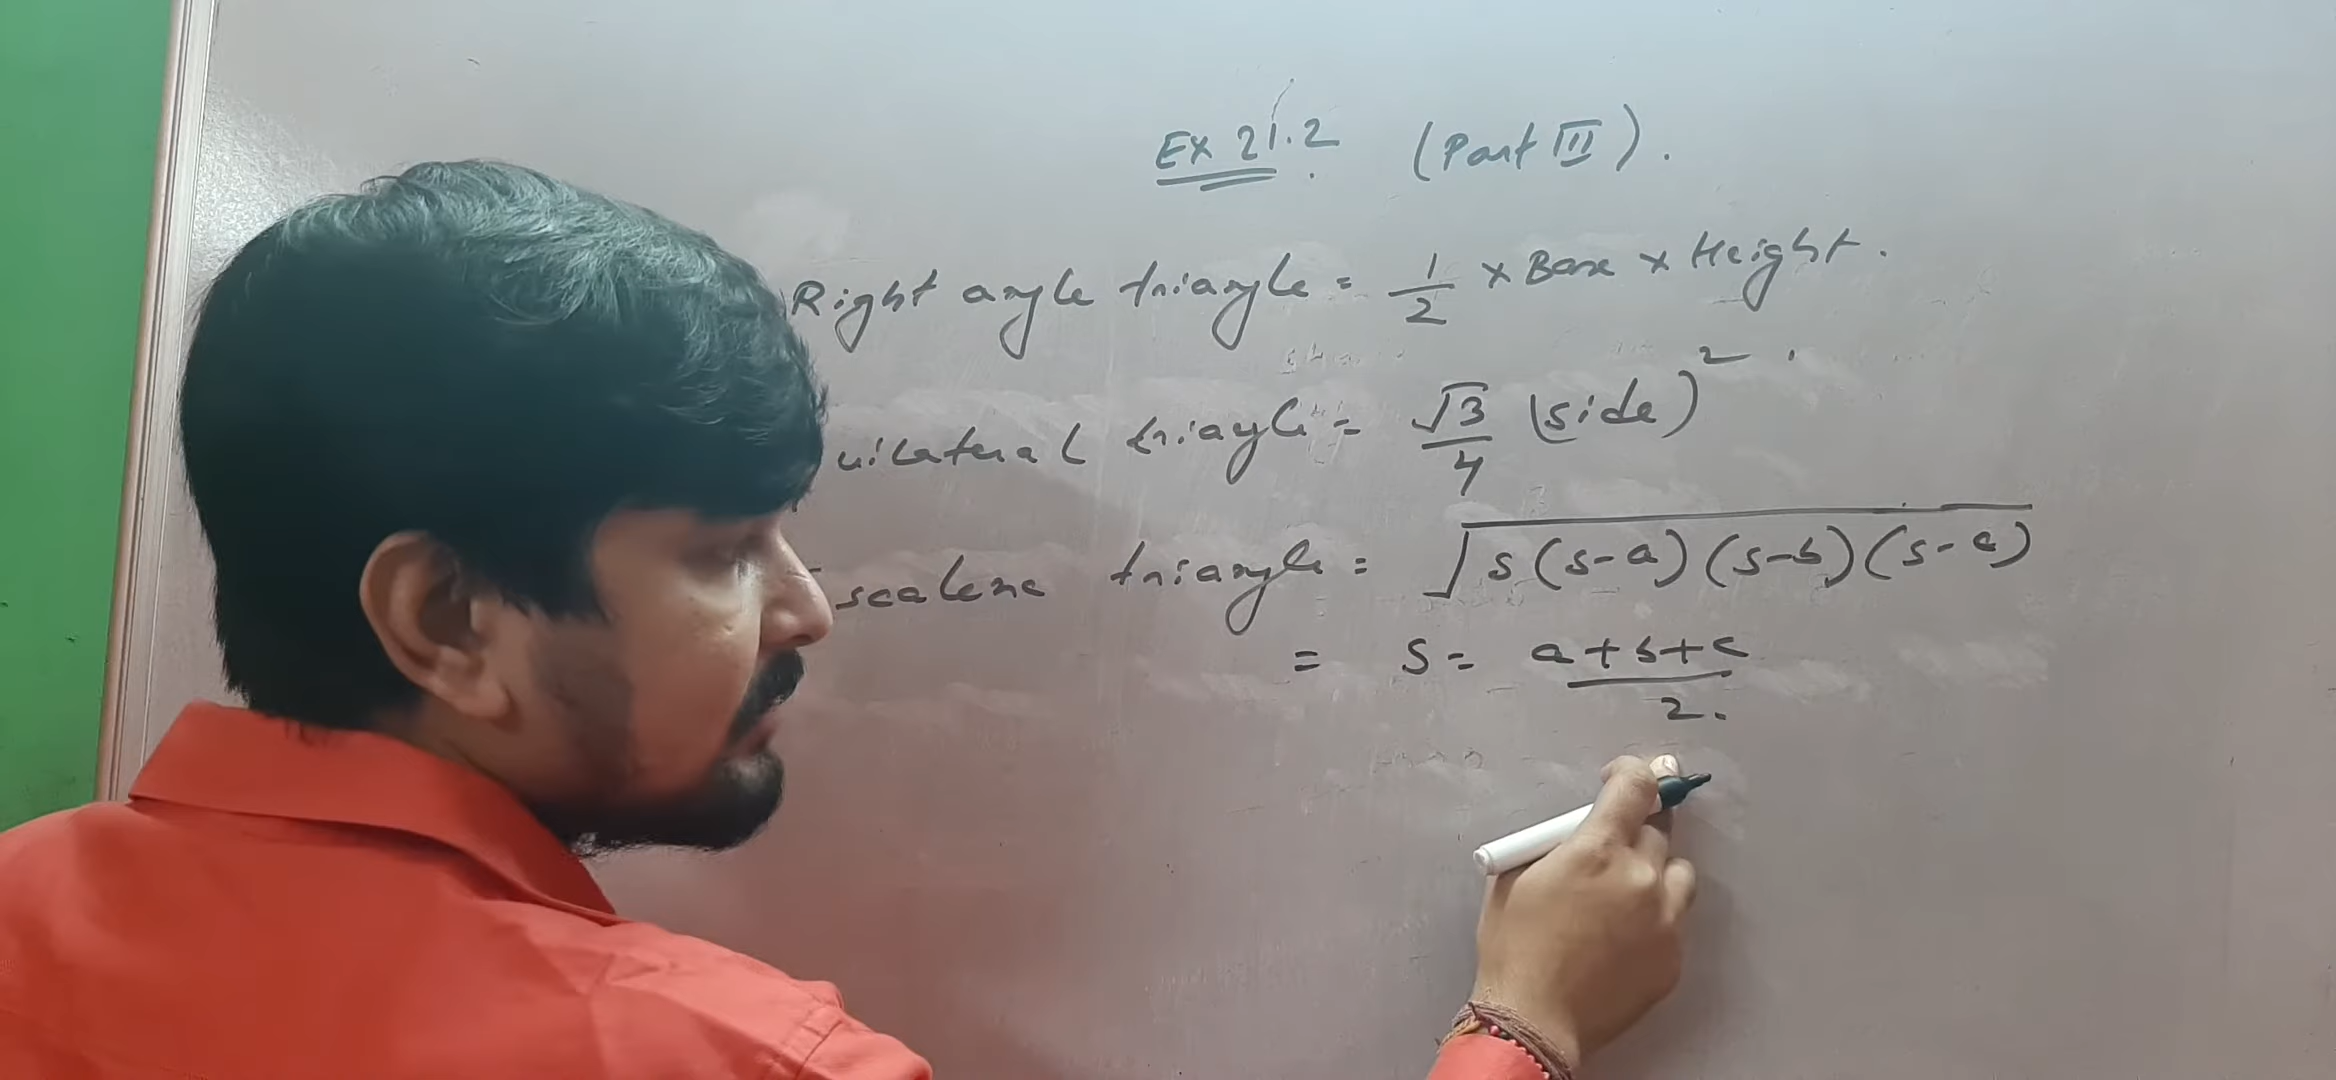 Ex 21.2 (Part III).
Right angle triangle = 1/2 × Base × Height.
uilateral triangle = √3/4 (side)²
scalene triangle = √s(s-a)(s-b)(s-c)
= s = a+b+c/2.